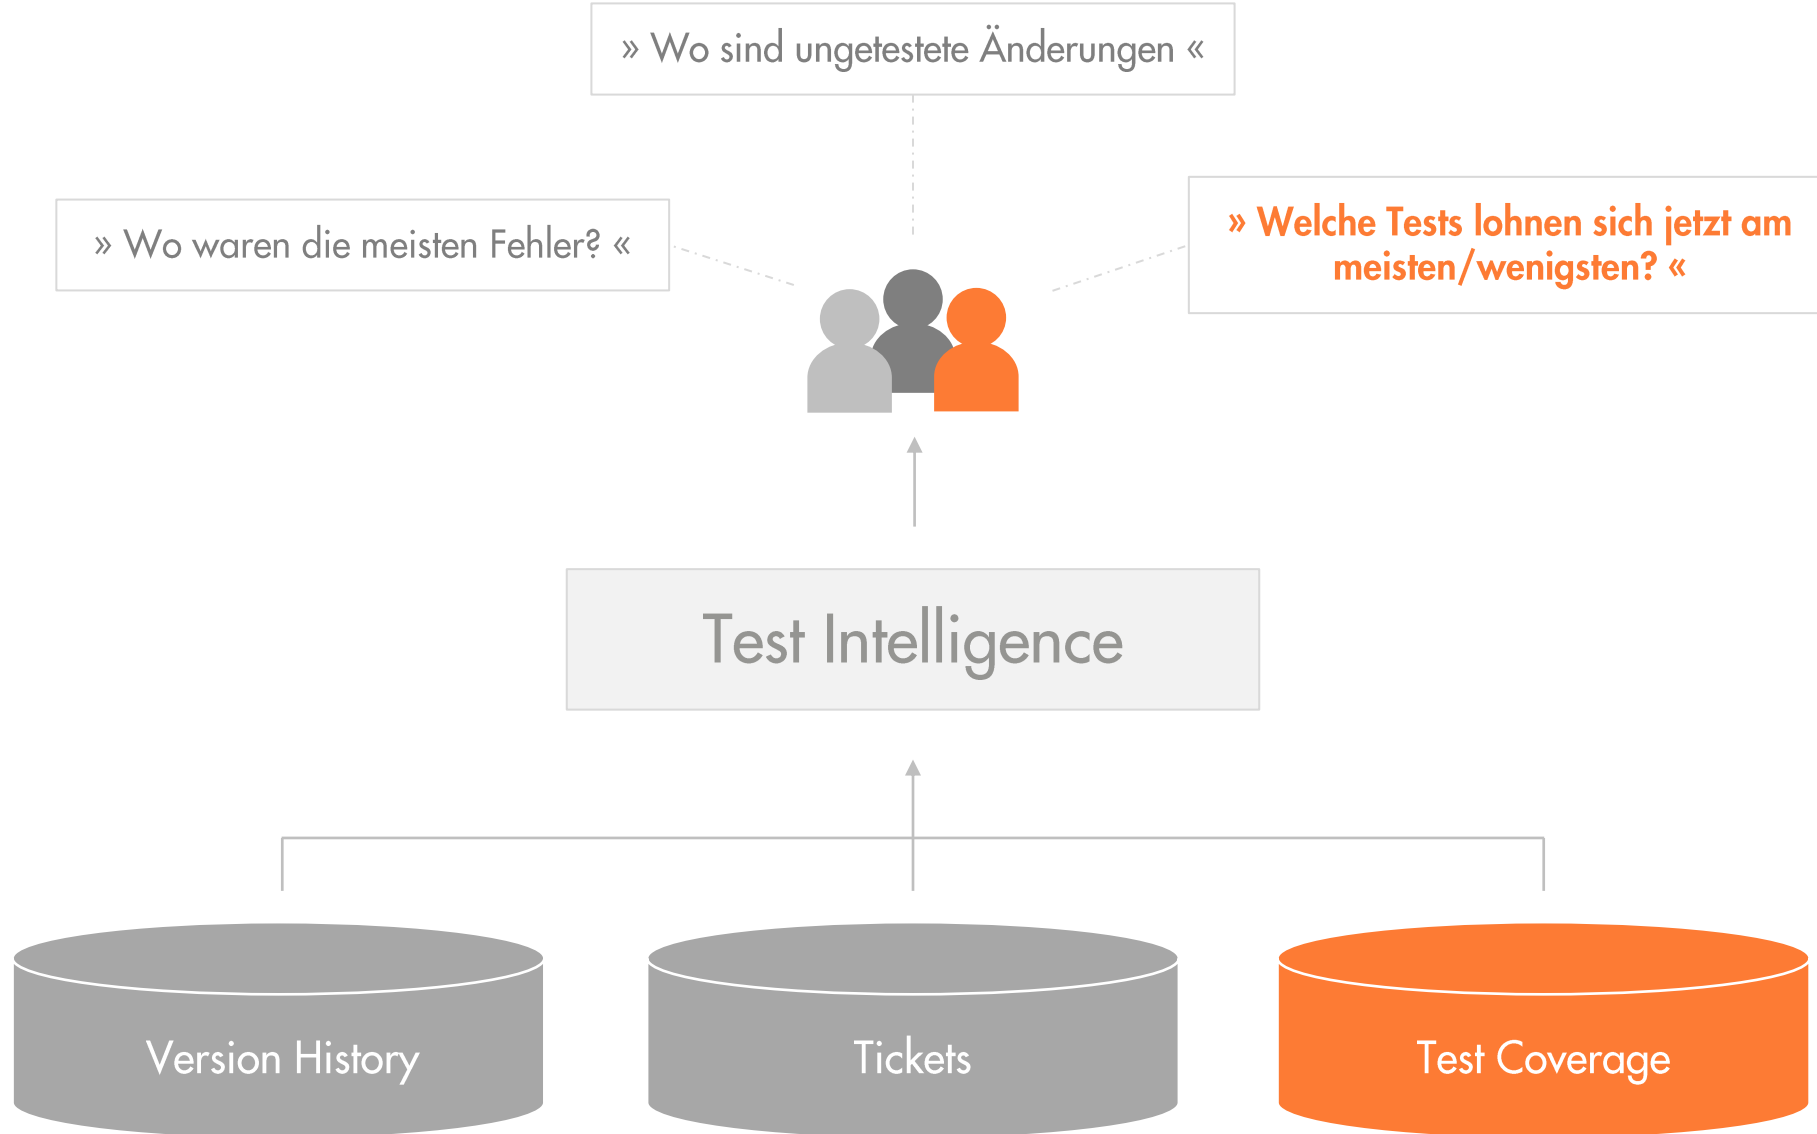 » Wo sind ungetestete Änderungen «
» Wo waren die meisten Fehler? «
» Welche Tests lohnen sich jetzt am
meisten/wenigsten? «
Test Intelligence
Version History
Tickets
Test Coverage